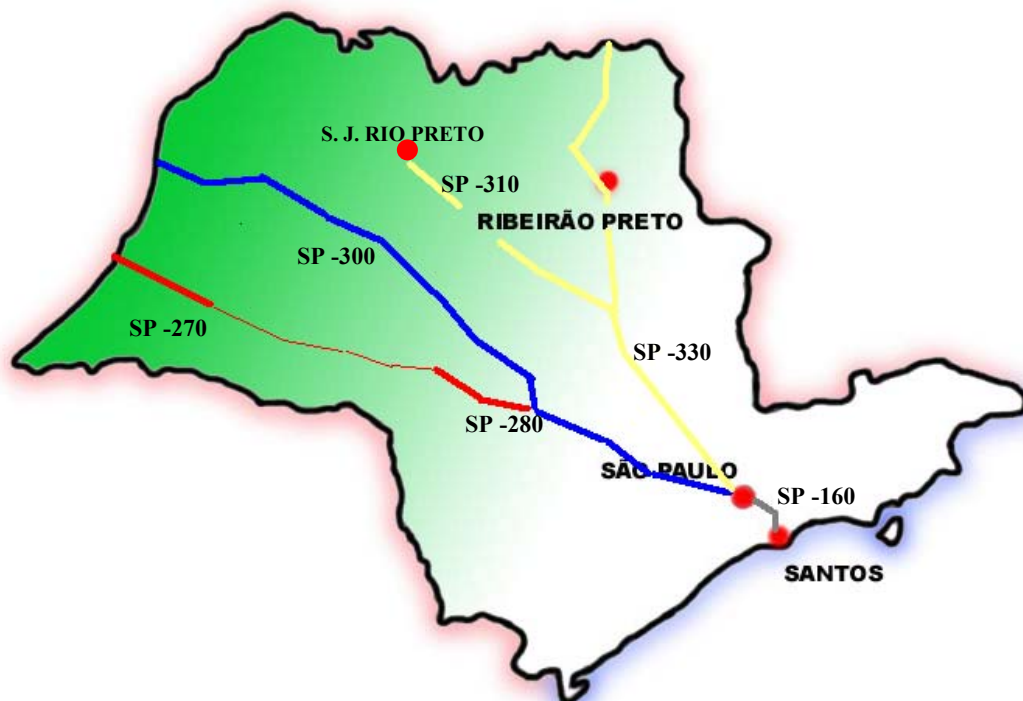 S. J. RIO PRETO
SP -310
RIBEIRÃO PRETO
SP -300
SP -270
SP -330
SP -280
SÃO PAULO
SP -160
SANTOS